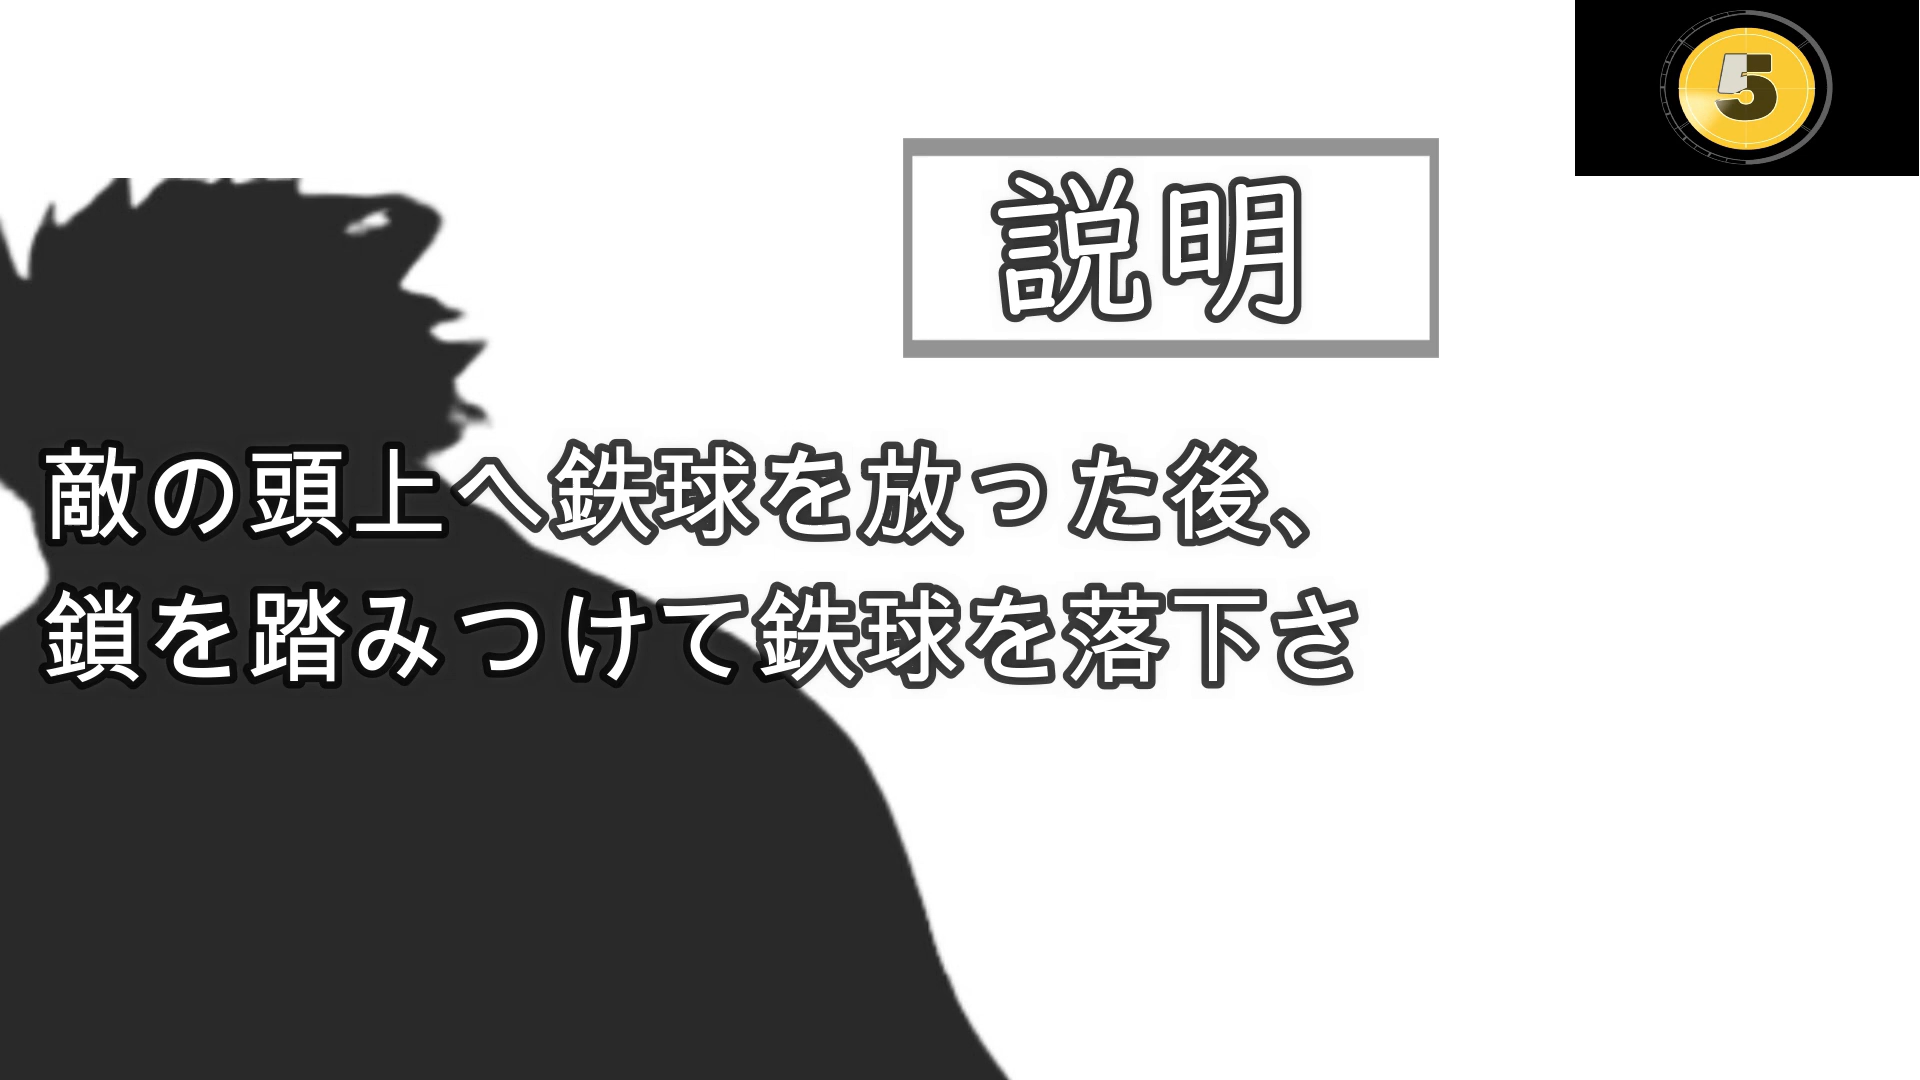 5
説明
敵の頭上へ鉄球を放った後、
鎖を踏みつけて鉄球を落下さ